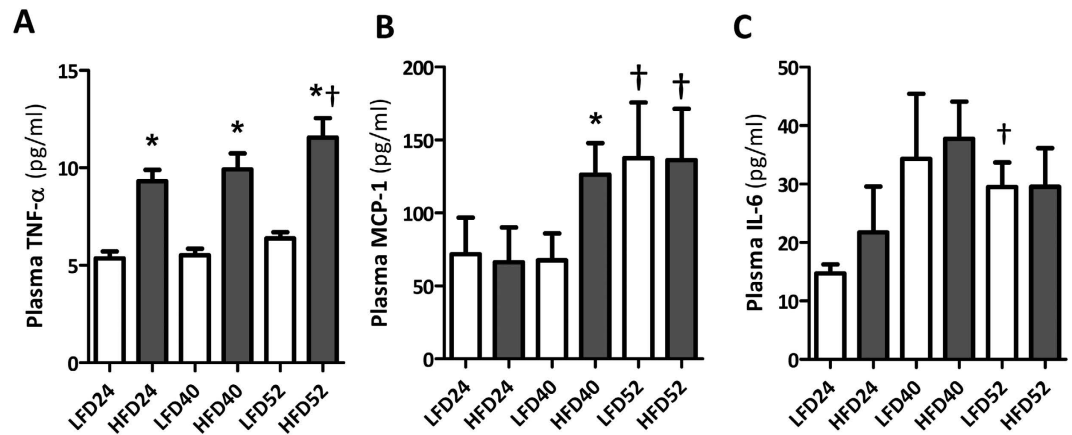 A
Plasma TNF-α (pg/ml)
15
10
5
0
*
*
*†
LFD24
HFD24
LFD40
HFD40
LFD52
HFD52
B
Plasma MCP-1 (pg/ml)
200
150
100
50
0
*
†
†
LFD24
HFD24
LFD40
HFD40
LFD52
HFD52
C
Plasma IL-6 (pg/ml)
50
40
30
20
10
0
†
LFD24
HFD24
LFD40
HFD40
LFD52
HFD52